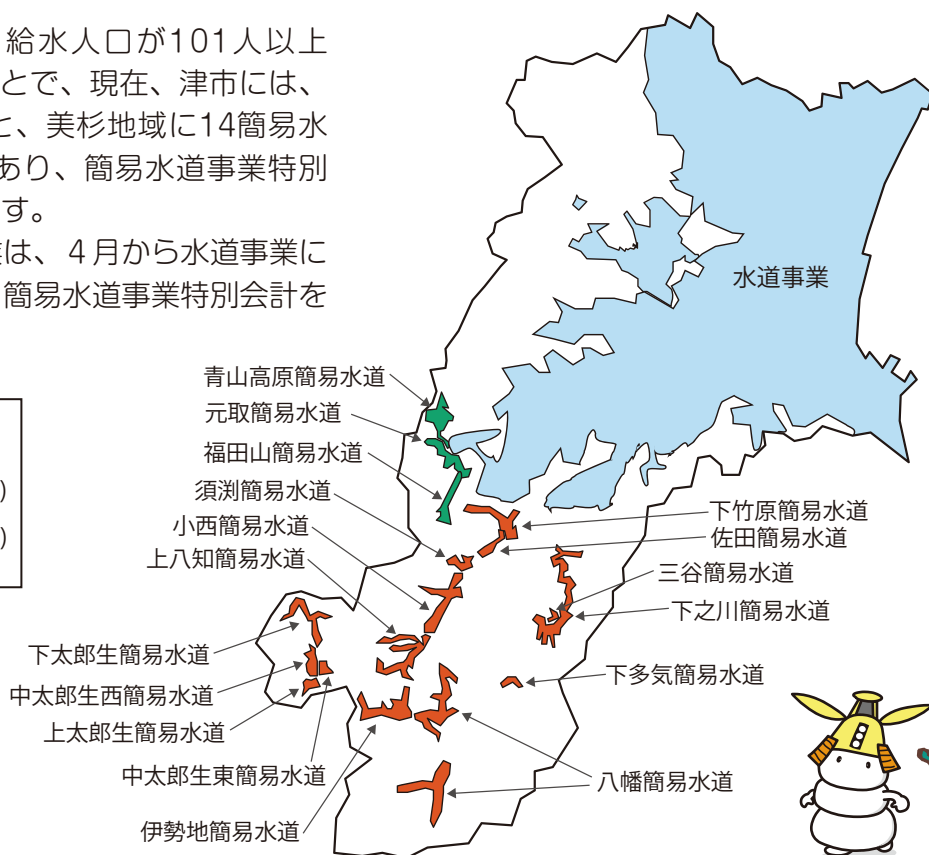 給水人口が101人以上
とで、現在、津市には、
、美杉地域に14簡易水
あり、簡易水道事業特別
す。
は、４月から水道事業に
簡易水道事業特別会計を
)
)
水道事業
青山高原簡易水道
元取簡易水道
福田山簡易水道
須渕簡易水道
小西簡易水道
上八知簡易水道
下竹原簡易水道
佐田簡易水道
三谷簡易水道
下之川簡易水道
下太郎生簡易水道
中太郎生西簡易水道
上太郎生簡易水道
中太郎生東簡易水道
伊勢地簡易水道
下多気簡易水道
八幡簡易水道